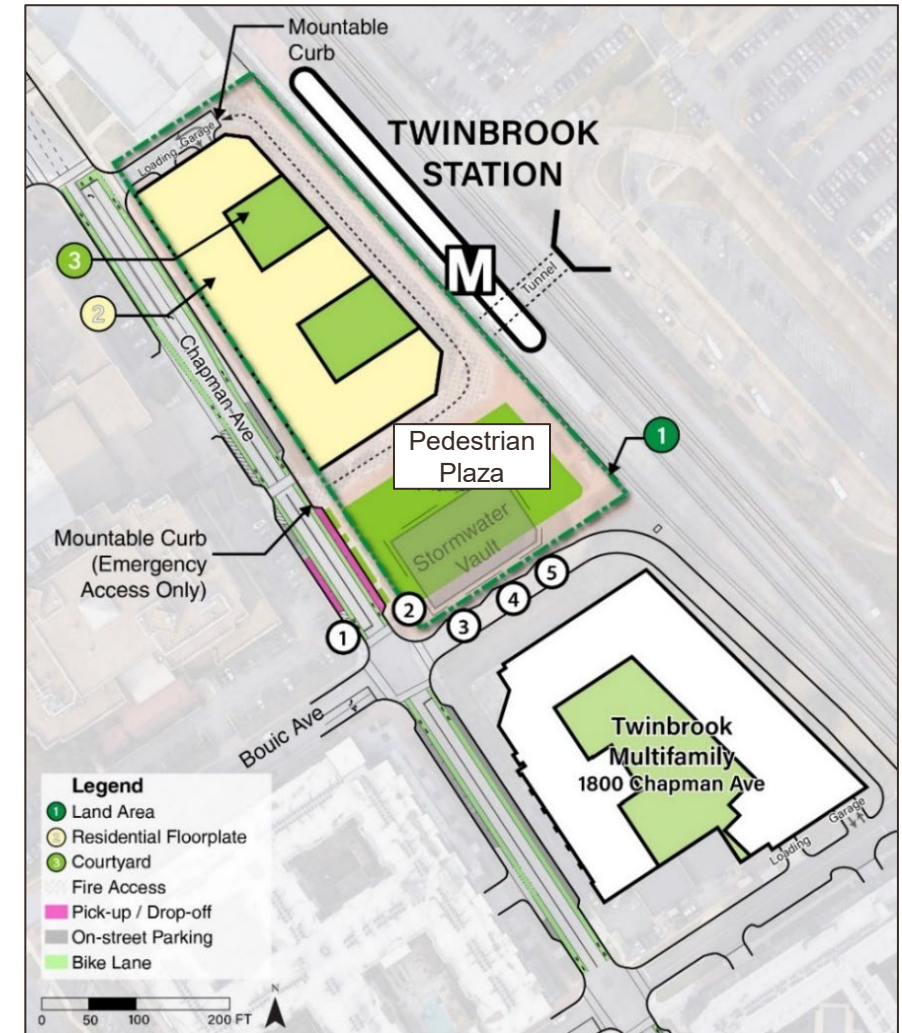 Mountable
Curb
TWINBROOK
STATION
Loading
Garage
3
M
Tunnel
2
Chapman Ave
Pedestrian
Plaza
1
Mountable Curb
(Emergency
Access Only)
Stormwater
Vault
5
4
3
2
1
Bouic Ave
Twinbrook
Multifamily
1800 Chapman Ave
Loading
Garage
Legend
1 Land Area
2 Residential Floorplate
3 Courtyard
Fire Access
Pick-up / Drop-off
On-street Parking
Bike Lane
0 50 100 200 FT
N